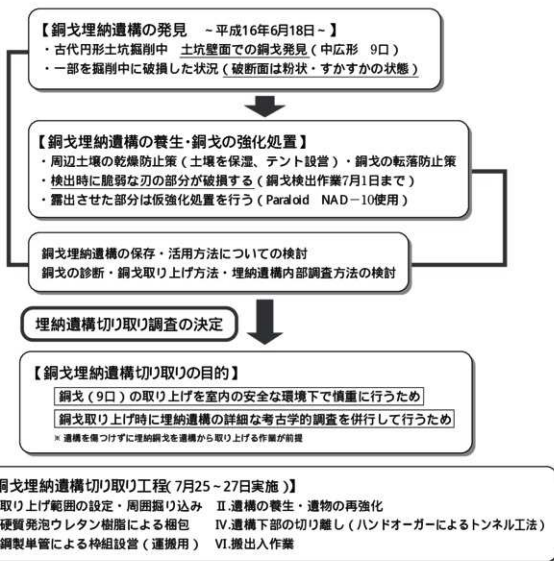 【銅戈埋納遺構の発見 ~平成16年6月18日~】
・古代円形土坑掘削中 土坑壁面での銅戈発見(中広形 9口)
・一部を掘削中に破損した状況(破断面は粉状・すかすかの状態)
【銅戈埋納遺構の養生・銅戈の強化処置】
・周辺土壌の乾燥防止策(土壌を保湿、テント設営)・銅戈の転落防止策
・検出時に脆弱な刃の部分が破損する(銅戈検出作業7月1日まで)
・露出させた部分は仮強化処置を行う(Paraloid NAD-10使用)
銅戈埋納遺構の保存・活用方法についての検討
銅戈の診断・銅戈取り上げ方法・埋納遺構内部調査方法の検討
埋納遺構切り取り調査の決定
【銅戈埋納遺構切り取りの目的】
銅戈(9口)の取り上げを室内の安全な環境下で慎重に行うため
銅戈取り上げ時に埋納遺構の詳細な考古学的調査を併行して行うため
※ 遺構を傷つけずに埋納銅戈を遺構から取り上げる作業が前提
銅戈埋納遺構切り取り工程(7月25~27日実施)】
取り上げ範囲の設定・周囲掘り込み Ⅱ.遺構の養生・遺物の再強化
硬質発泡ウレタン樹脂による梱包 Ⅳ.遺構下部の切り離し(ハンドオーガーによるトンネル工法)
鋼製単管による枠組設営(運搬用) Ⅵ.搬出入作業